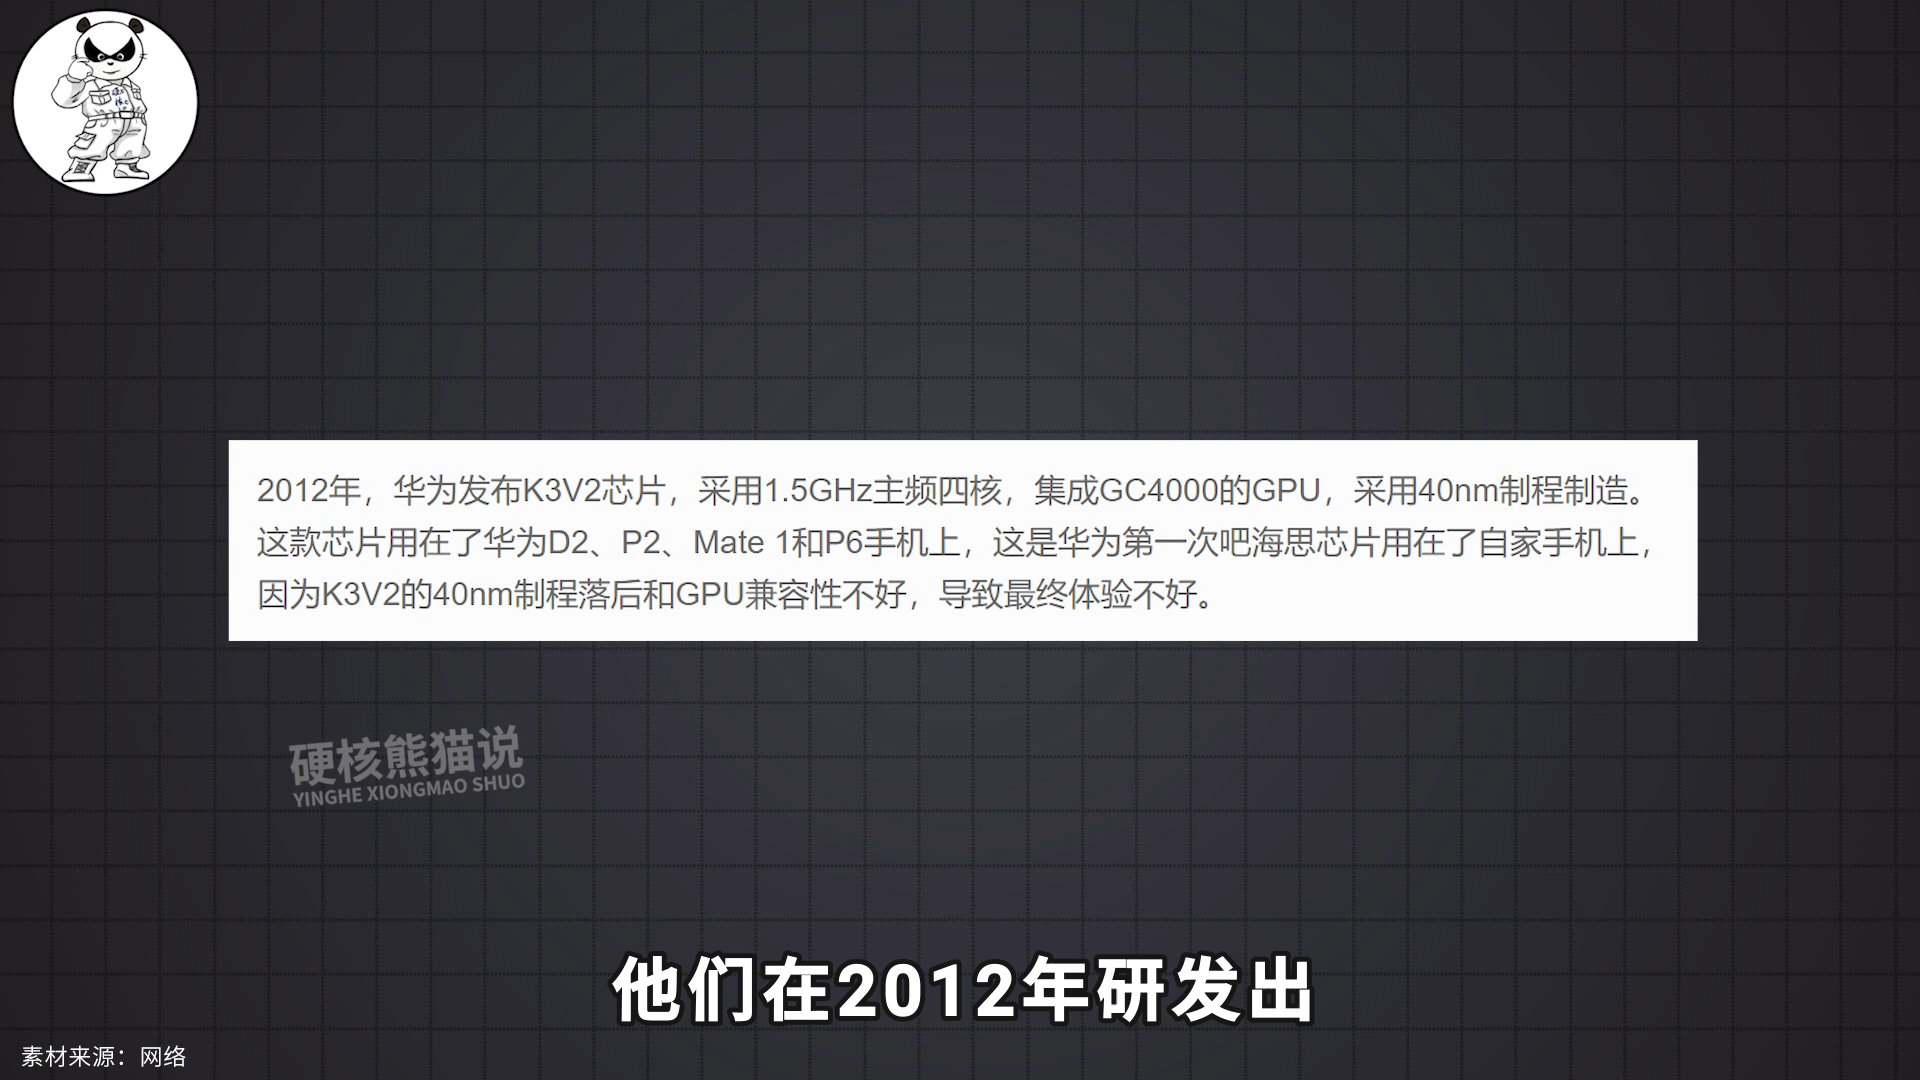 2012年，华为发布K3V2芯片，采用1.5GHz主频四核，集成GC4000的GPU，采用40nm制程制造。
这款芯片用在了华为D2、P2、Mate 1和P6手机上，这是华为第一次吧海思芯片用在了自家手机上，
因为K3V2的40nm制程落后和GPU兼容性不好，导致最终体验不好。
硬核熊猫说
YINGHE XIONGMAO SHUO
他们在2012年研发出
素材来源：网络